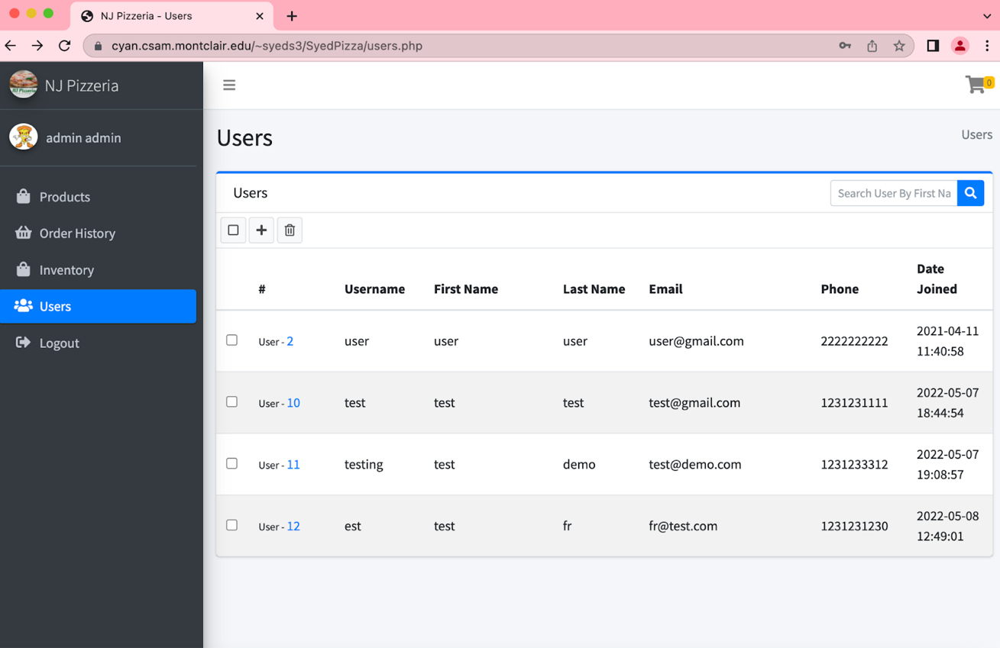 NJ Pizzeria - Users
cyan.csam.montclair.edu/~syeds3/SyedPizza/users.php
NJ Pizzeria
0
admin admin
Users
Users
Products
Order History
Inventory
Users
Logout
Users
Search User By First Na
# Username First Name Last Name Email Phone Date Joined
User - 2 user user user user@gmail.com 2222222222 2021-04-11 11:40:58
User - 10 test test test test@gmail.com 1231231111 2022-05-07 18:44:54
User - 11 testing test demo test@demo.com 1231233312 2022-05-07 19:08:57
User - 12 est test fr fr@test.com 1231231230 2022-05-08 12:49:01